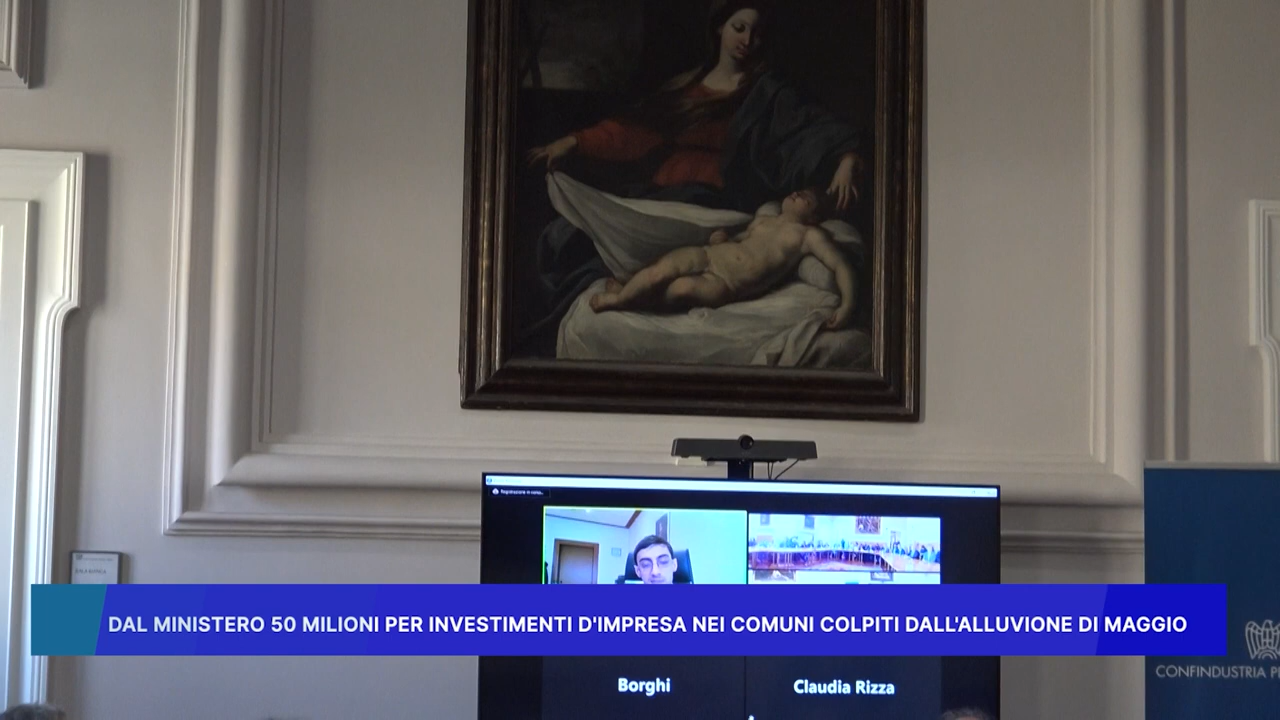 DAL MINISTERO 50 MILIONI PER INVESTIMENTI D'IMPRESA NEI COMUNI COLPITI DALL'ALLUVIONE DI MAGGIO
Borghi
Claudia Rizza
CONFINDUSTRIA